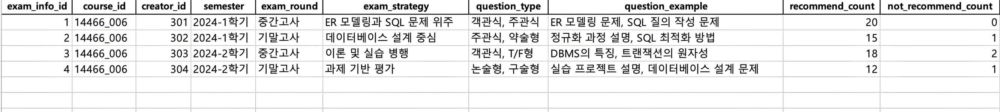 exam_info_id course_id creator_id semester exam_round exam_strategy question_type question_example recommend_count not_recommend_count
1 14466_006 301 2024-1학기 중간고사 ER 모델링과 SQL 문제 위주 객관식, 주관식 ER 모델링 문제, SQL 질의 작성 문제 20 0
2 14466_006 302 2024-1학기 기말고사 데이터베이스 설계 중심 주관식, 약술형 정규화 과정 설명, SQL 최적화 방법 15 1
3 14466_006 303 2024-2학기 중간고사 이론 및 실습 병행 객관식, T/F형 DBMS의 특징, 트랜잭션의 원자성 18 2
4 14466_006 304 2024-2학기 기말고사 과제 기반 평가 논술형, 구술형 실습 프로젝트 설명, 데이터베이스 설계 문제 12 1